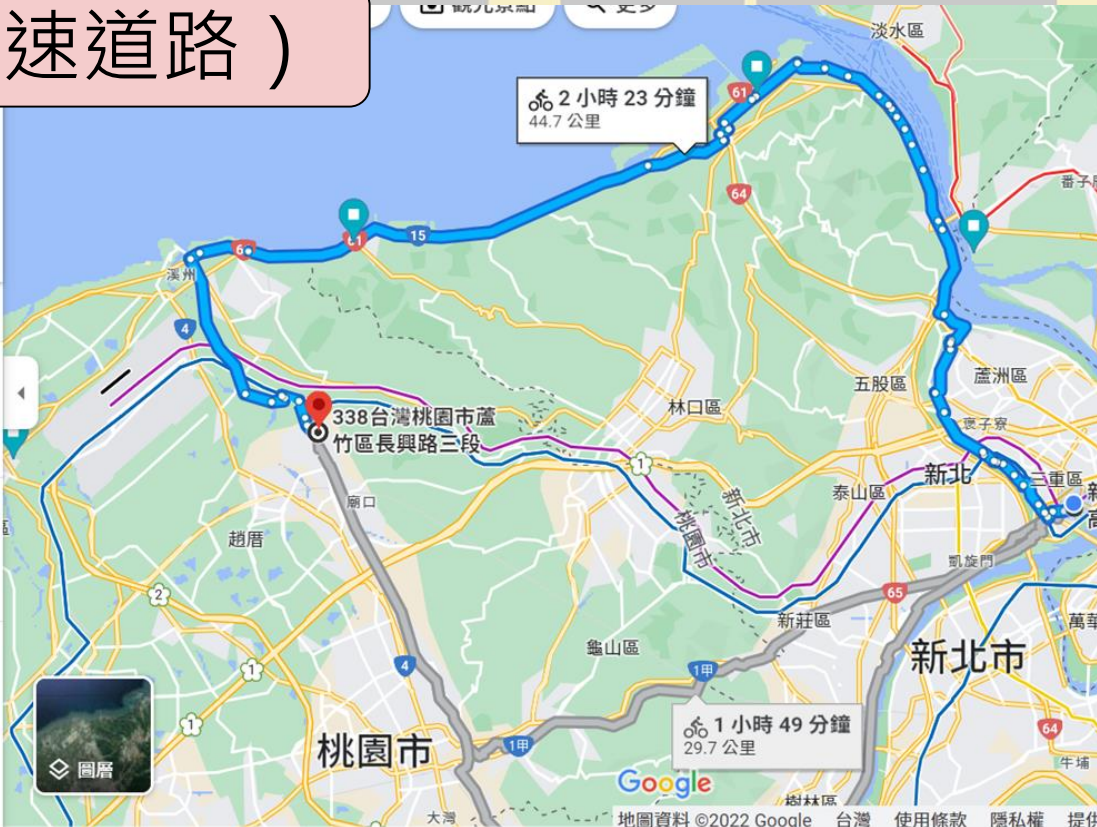 速道路）
觀光景點
更多
淡水區
2 小時 23 分鐘
44.7 公里
61
64
番子
61
15
61
溪州
4
338台灣桃園市蘆
竹區長興路三段
林口區
五股區
蘆洲區
褒子寮
1
新北
三重區
泰山區
新北市
桃園市
廟口
趙厝
凱旋門
2
65
新莊區
萬華
龜山區
新北市
4
1甲
1
1
1 小時 49 分鐘
29.7 公里
64
桃園市
1甲
圖層
牛埔
Google
樹林區
大灣
地圖資料 ©2022 Google 台灣 使用條款 隱私權 提供